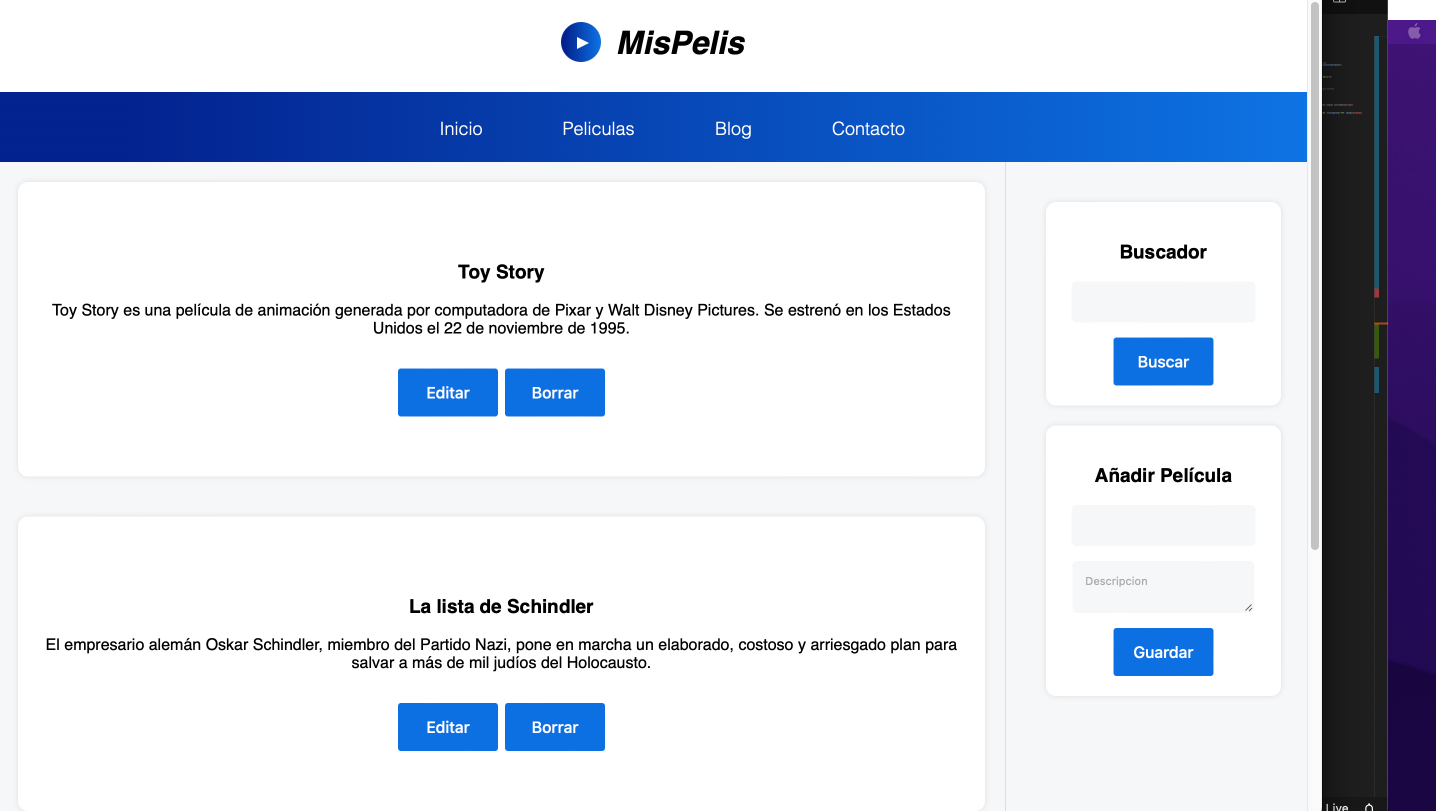 MisPelis
Inicio Peliculas Blog Contacto
Toy Story
Toy Story es una película de animación generada por computadora de Pixar y Walt Disney Pictures. Se estrenó en los Estados
Unidos el 22 de noviembre de 1995.
Editar Borrar
La lista de Schindler
El empresario alemán Oskar Schindler, miembro del Partido Nazi, pone en marcha un elaborado, costoso y arriesgado plan para
salvar a más de mil judíos del Holocausto.
Editar Borrar
Buscador
Buscar
Añadir Película
Descripcion
Guardar
Live